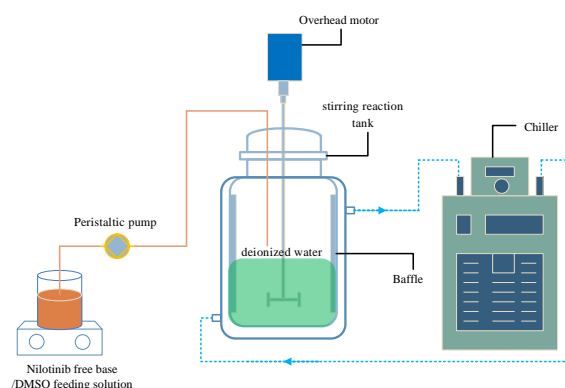 Overhead motor
stirring reaction
tank
Chiller
Peristaltic pump
deionized water
Baffle
Nilotinib free base
/DMSO feeding solution